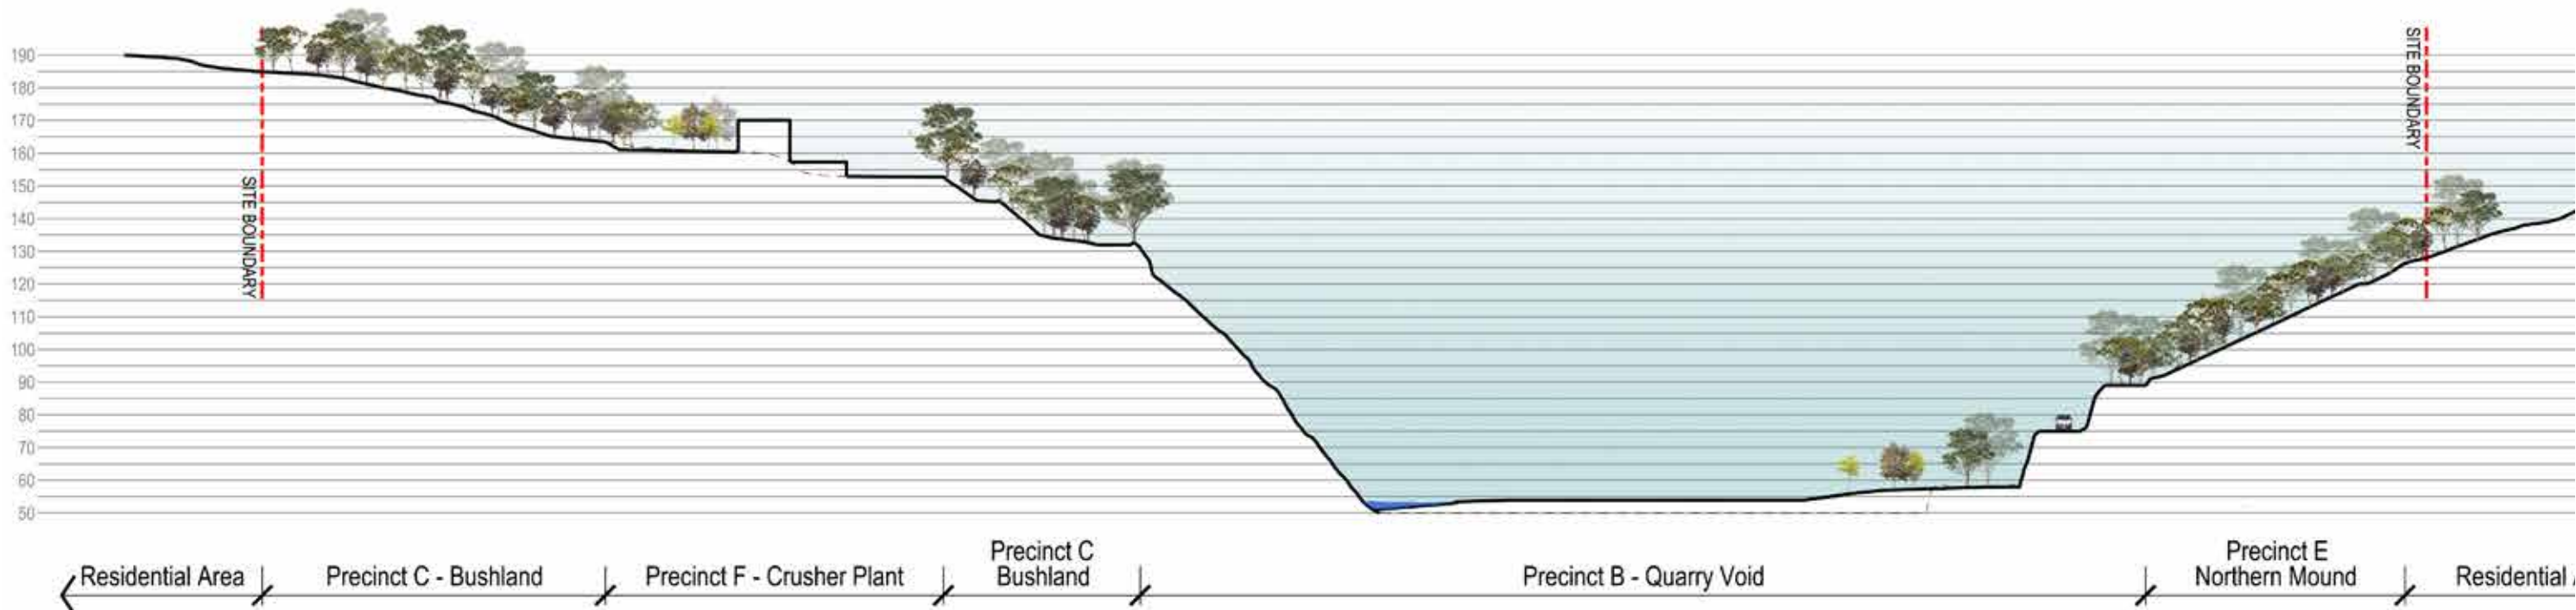 190
180
170
160
150
140
130
120
110
100
90
80
70
60
50
SITE BOUNDARY
SITE BOUNDARY
Residential Area
Precinct C - Bushland
Precinct F - Crusher Plant
Precinct C
Bushland
Precinct B - Quarry Void
Precinct E
Northern Mound
Residential